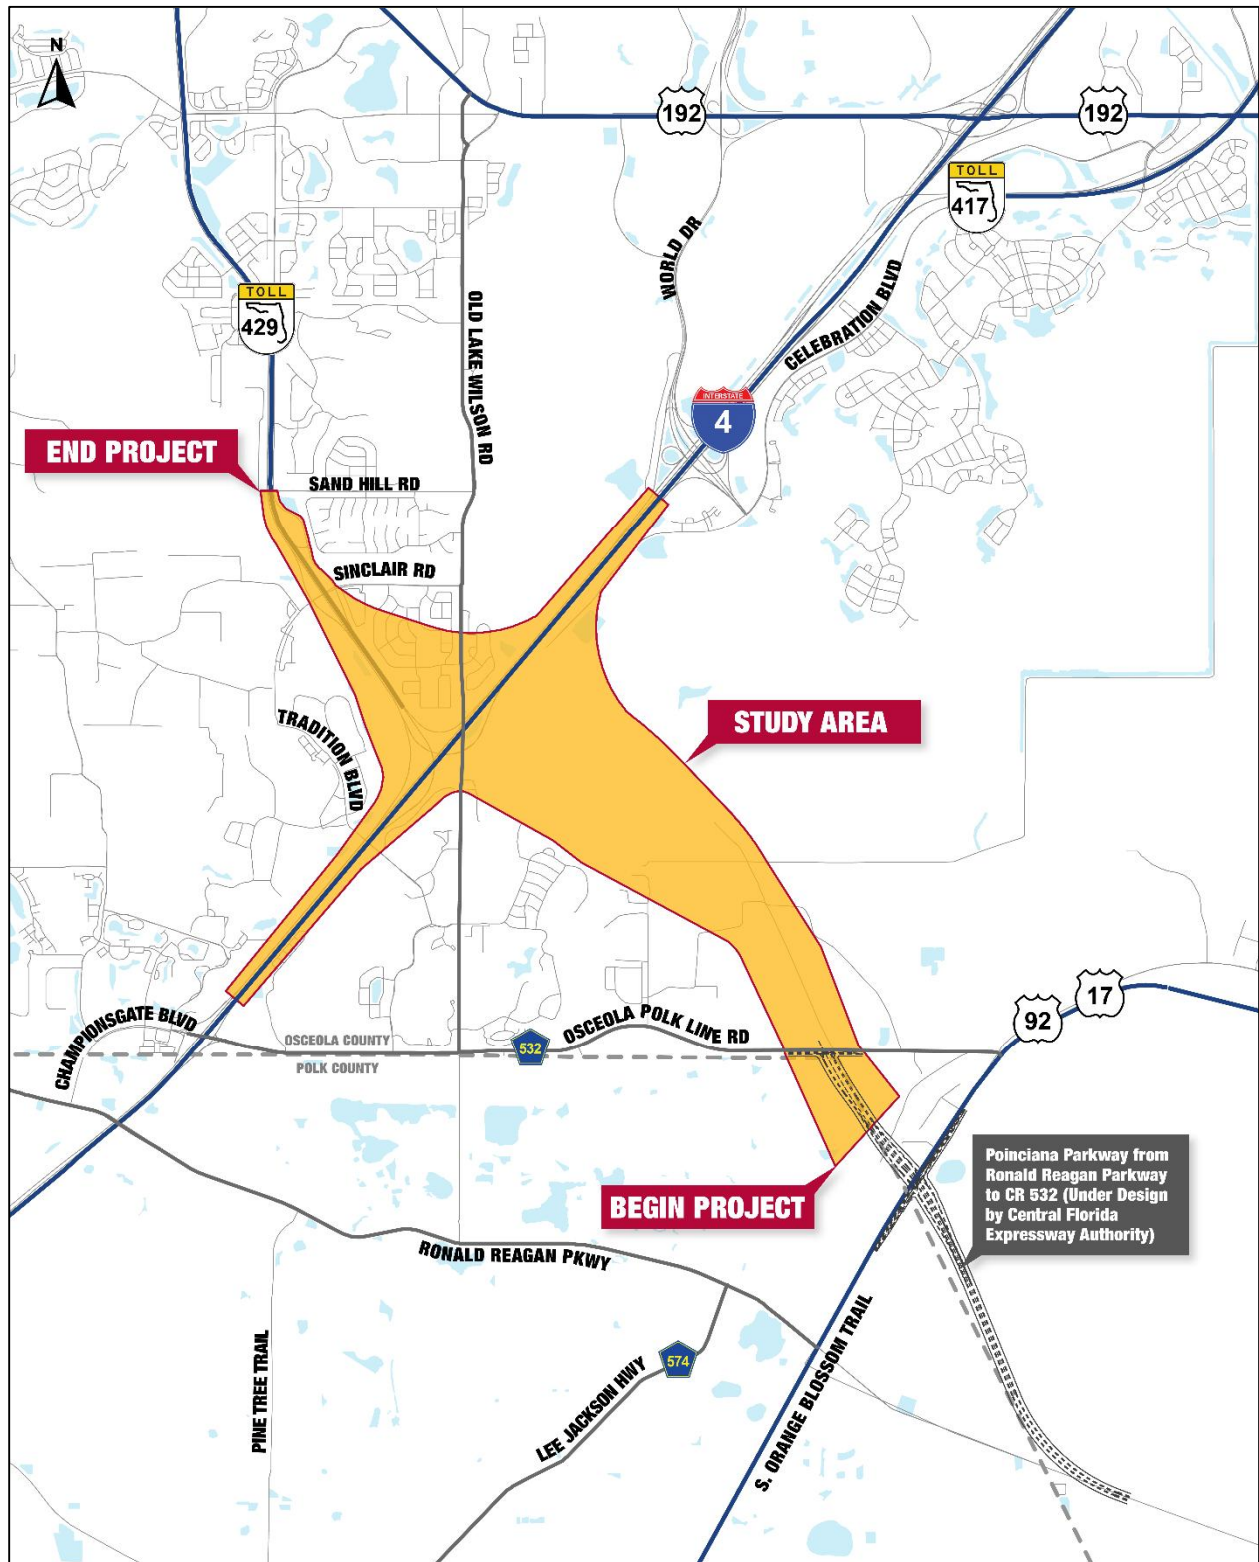 N
192
192
TOLL
417
WORLD DR
CELEBRATION BLVD
TOLL
429
OLD LAKE WILSON RD
INTERSTATE
4
END PROJECT
SAND HILL RD
SINCLAIR RD
STUDY AREA
TRADITION BLVD
17
92
CHAMPIONSGATE BLVD
OSCEOLA COUNTY
POLK COUNTY
532
OSCEOLA POLK LINE RD
Poinciana Parkway from
Ronald Reagan Parkway
to CR 532 (Under Design
by Central Florida
Expressway Authority)
BEGIN PROJECT
RONALD REAGAN PKWY
PINE TREE TRAIL
574
LEE JACKSON HWY
S. ORANGE BLOSSOM TRAIL